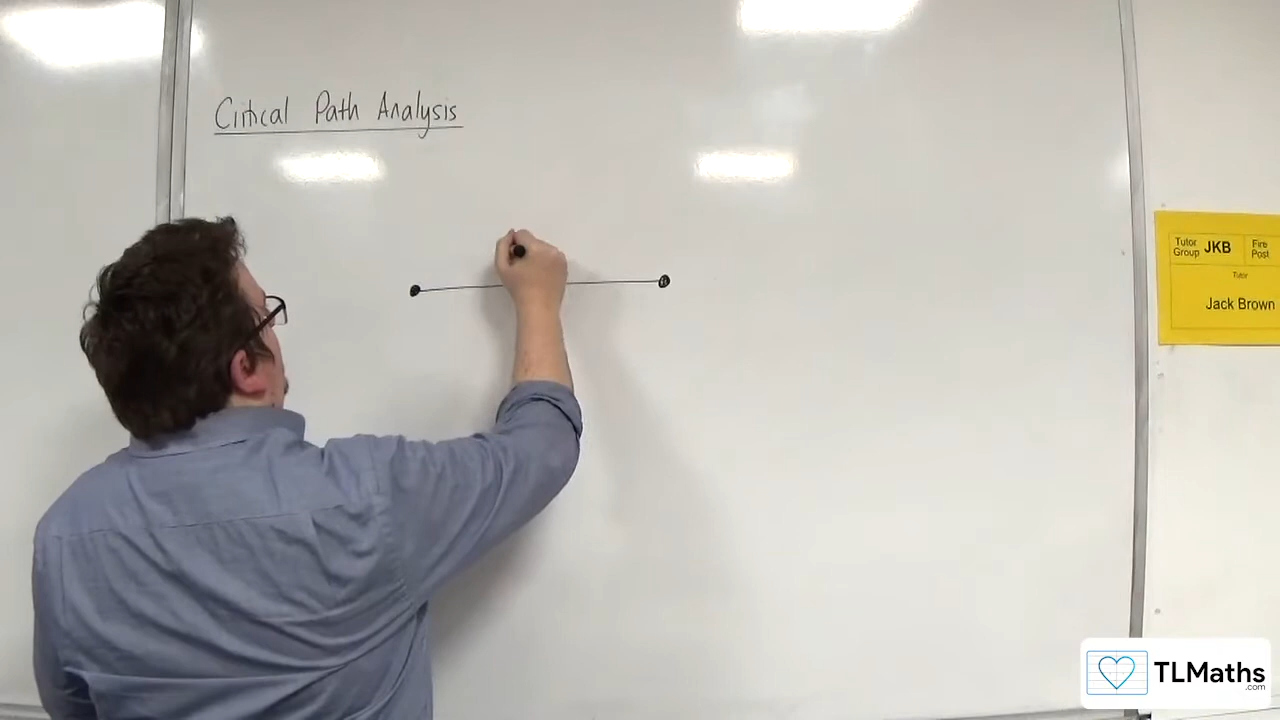 Critical Path Analysis
Tutor Group JKB Fire Post
Tutor
Jack Brown
TLMaths
.com